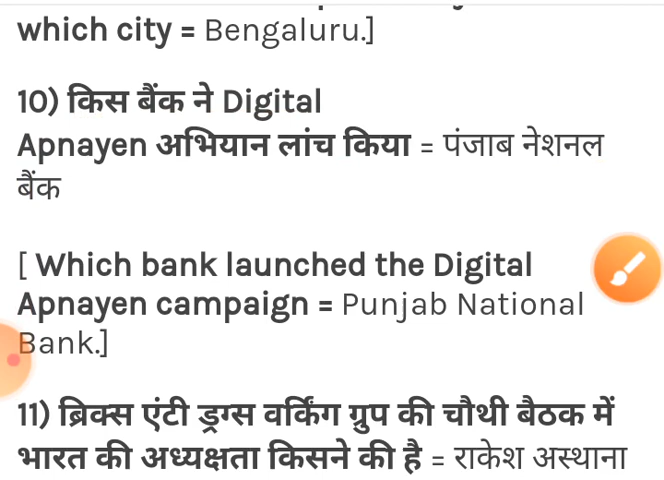 which city = Bengaluru.]
10) किस बैंक ने Digital
Apnayen अभियान लांच किया = पंजाब नेशनल
बैंक
[ Which bank launched the Digital
Apnayen campaign = Punjab National
Bank.]
11) ब्रिक्स एंटी ड्रग्स वर्किंग ग्रुप की चौथी बैठक में
भारत की अध्यक्षता किसने की है = राकेश अस्थाना